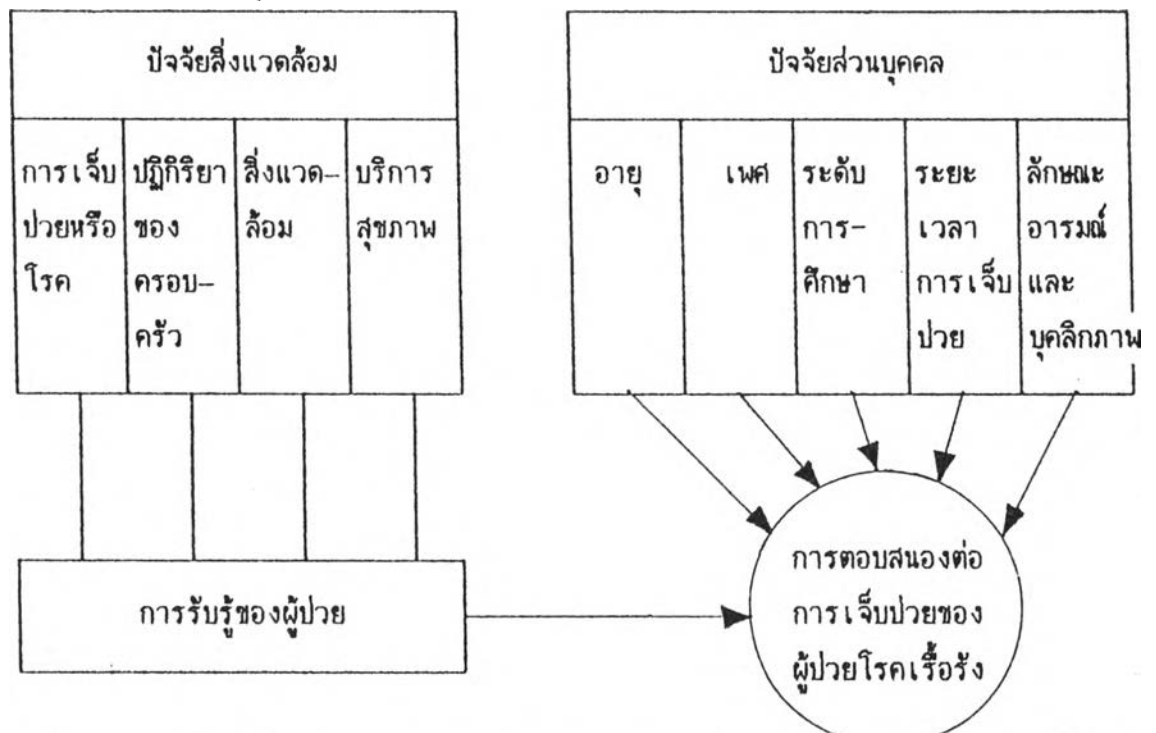 ปัจจัยสิ่งแวดล้อม
การเจ็บ
ป่วยหรือ
โรค
ปฏิกิริยา
ของ
ครอบ-
ครัว
สิ่งแวด-
ล้อม
บริการ
สุขภาพ
ปัจจัยส่วนบุคคล
อายุ
เพศ
ระดับ
การ-
ศึกษา
ระยะ
เวลา
การเจ็บ
ป่วย
ลักษณะ
อารมณ์
และ
บุคลิกภาพ
การรับรู้ของผู้ป่วย
การตอบสนองต่อ
การเจ็บป่วยของ
ผู้ป่วยโรคเรื้อรัง